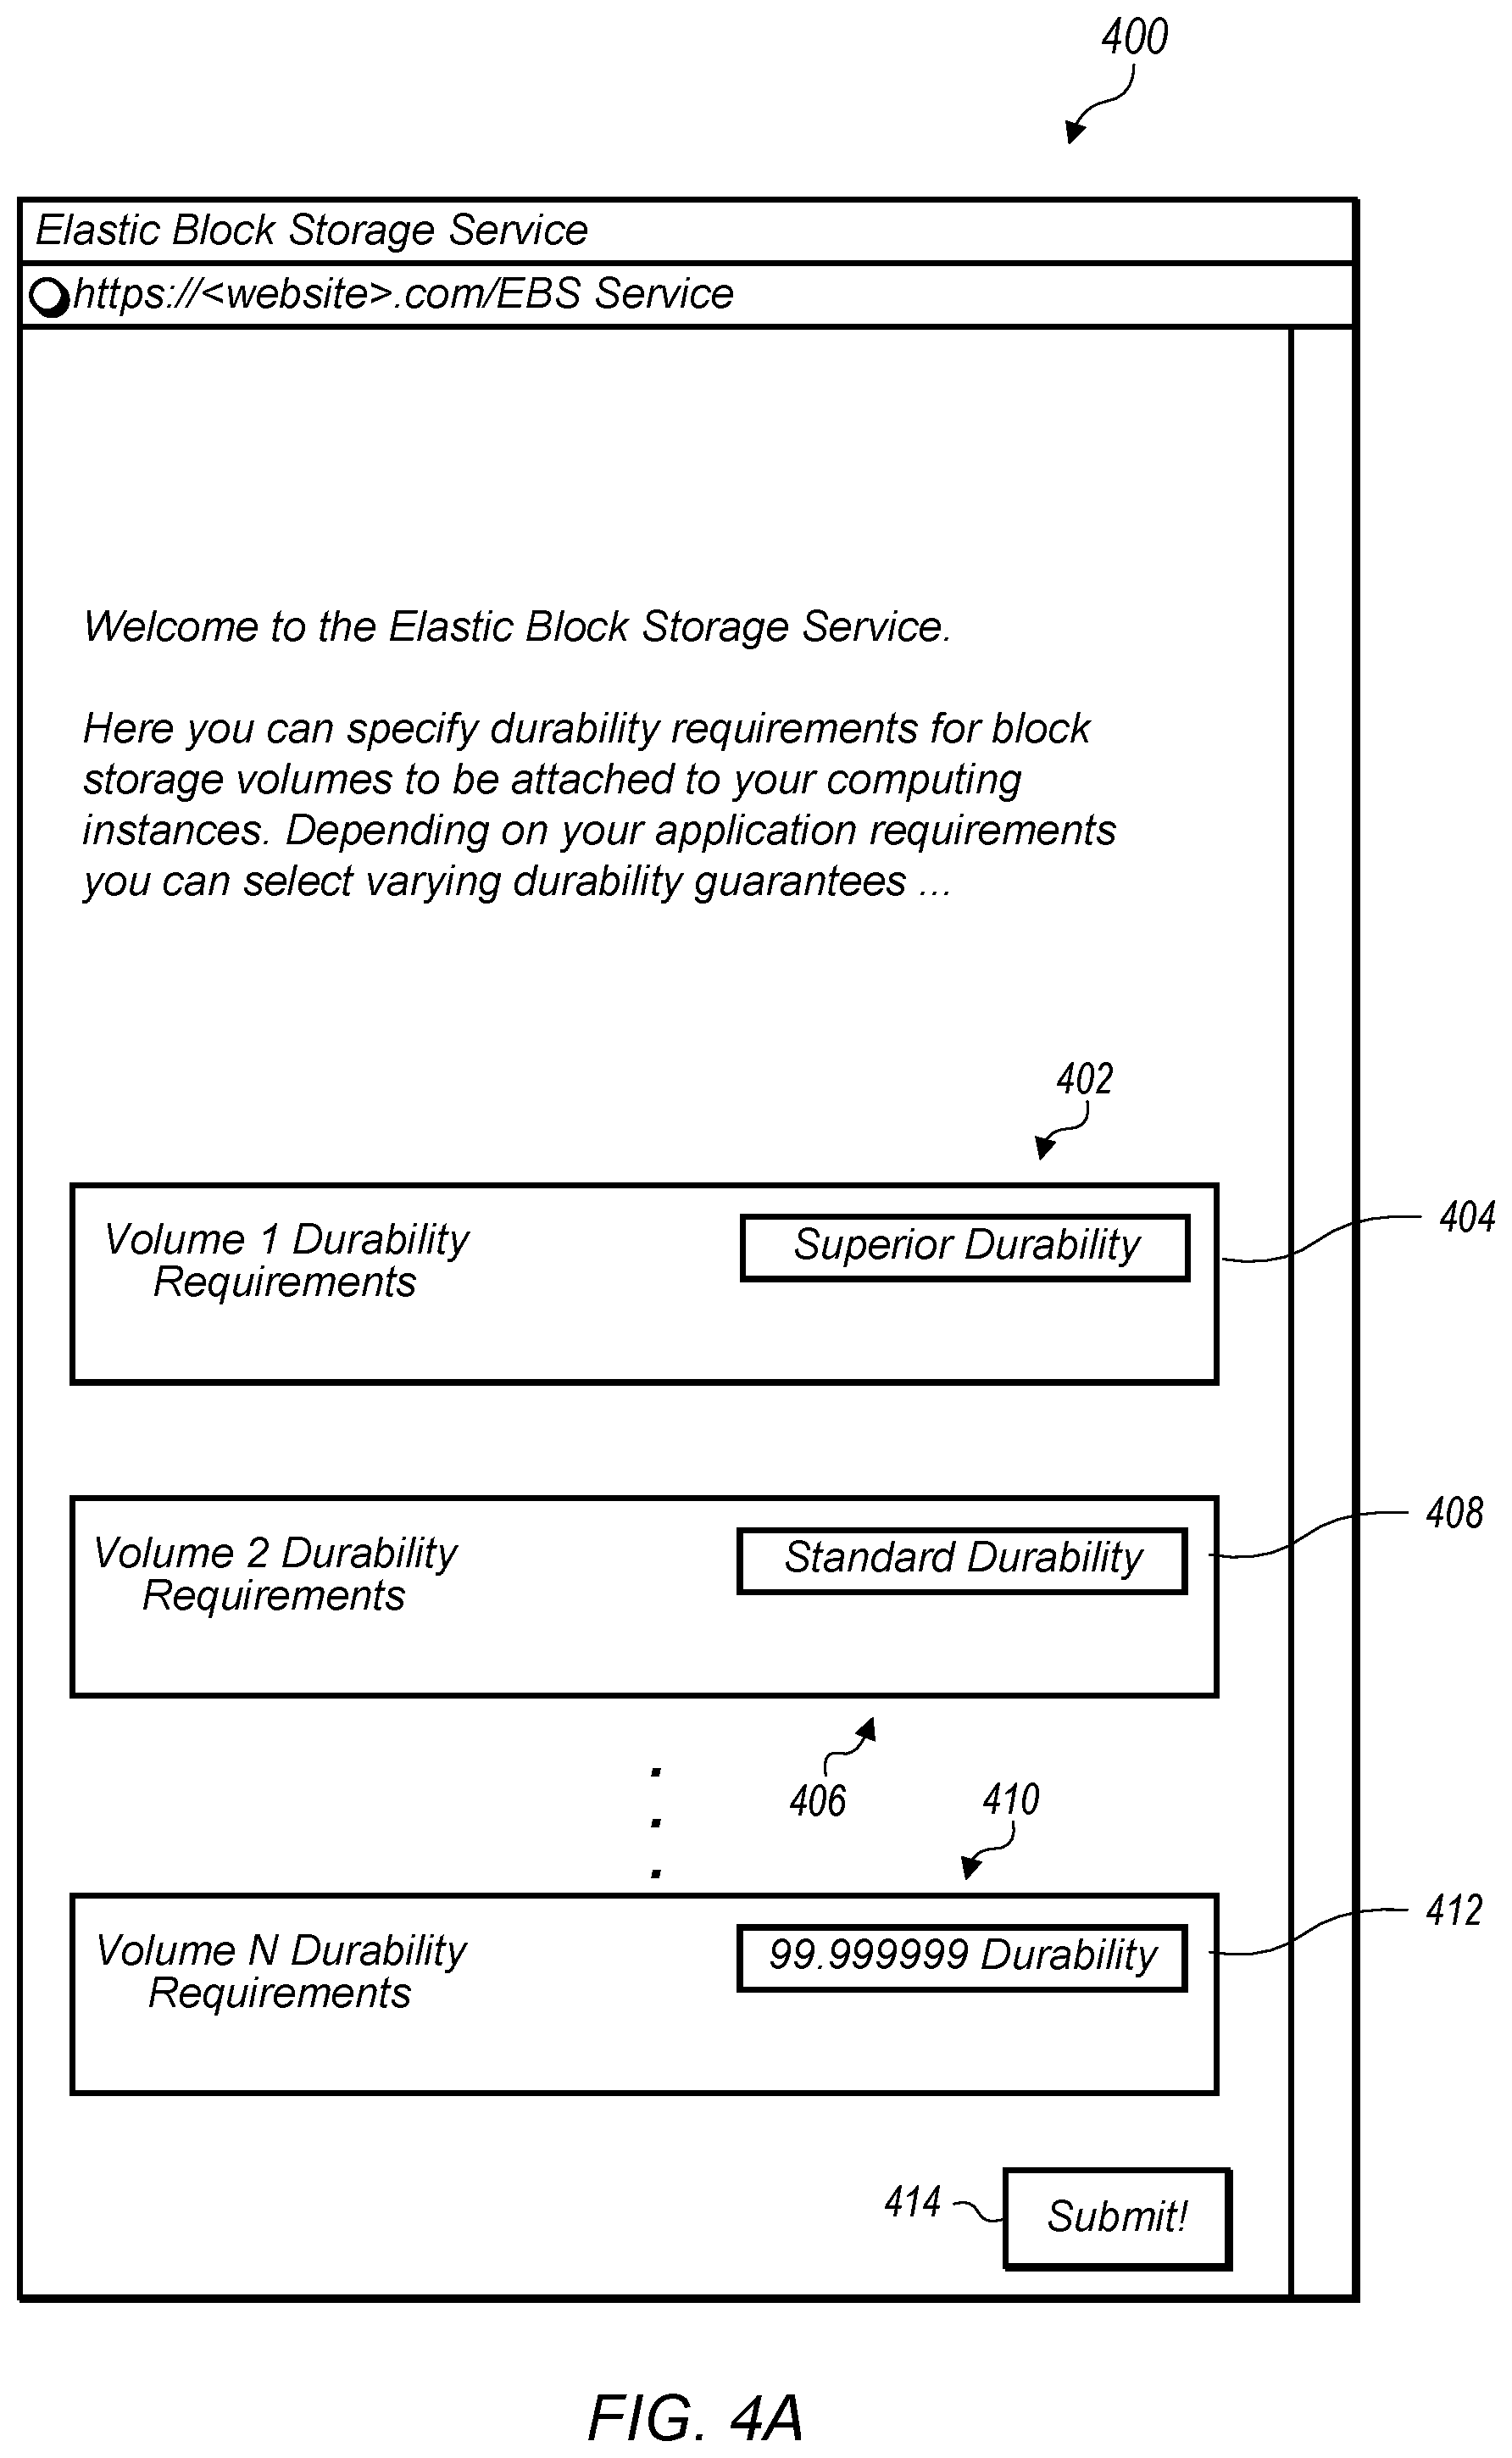 400
Elastic Block Storage Service
https://<website>.com/EBS Service
Welcome to the Elastic Block Storage Service.
Here you can specify durability requirements for block
storage volumes to be attached to your computing
instances. Depending on your application requirements
you can select varying durability guarantees ...
402
Volume 1 Durability
Requirements
Superior Durability
404
Volume 2 Durability
Requirements
Standard Durability
408
406
410
Volume N Durability
Requirements
99.999999 Durability
412
414
Submit!
FIG. 4A